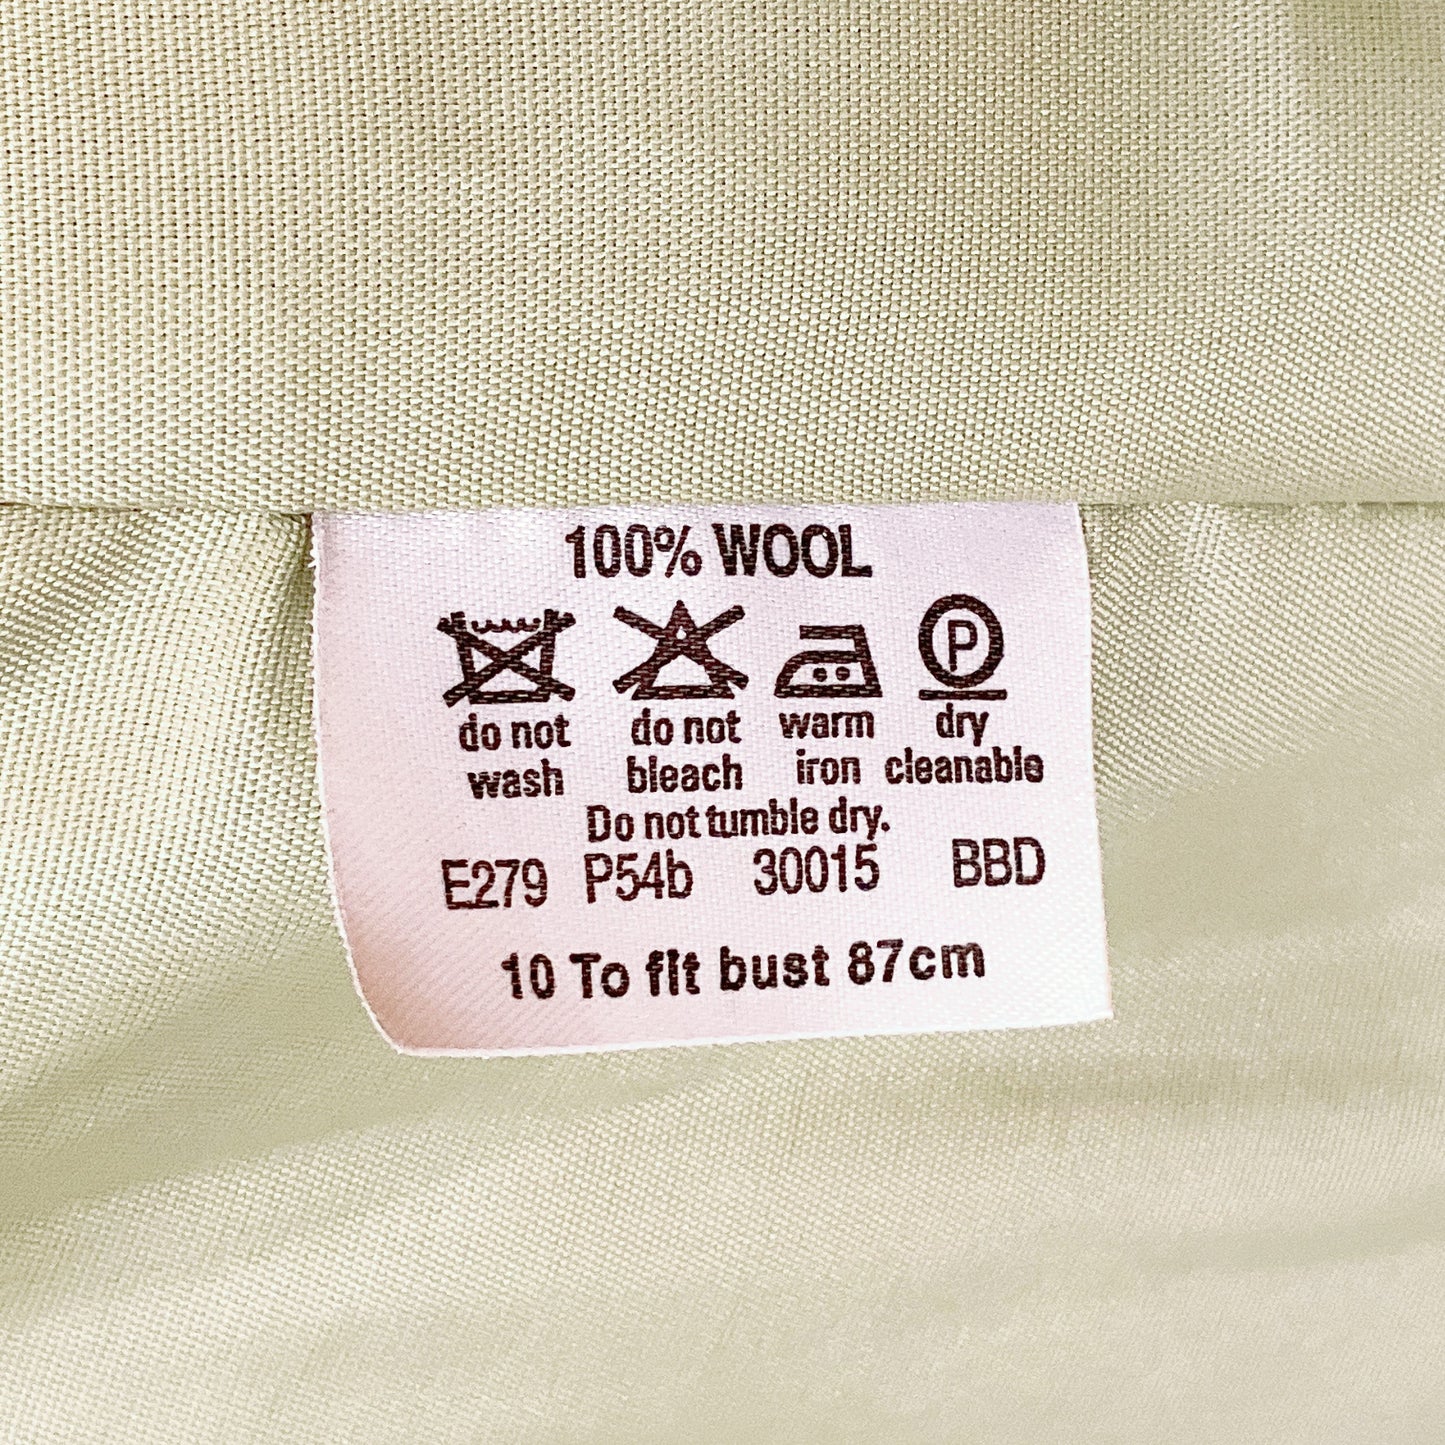 100% WOOL
P
do not do not warm dry
wash bleach iron cleanable
Do not tumble dry.
E279 P54b 30015 BBD
10 To fit bust 87cm